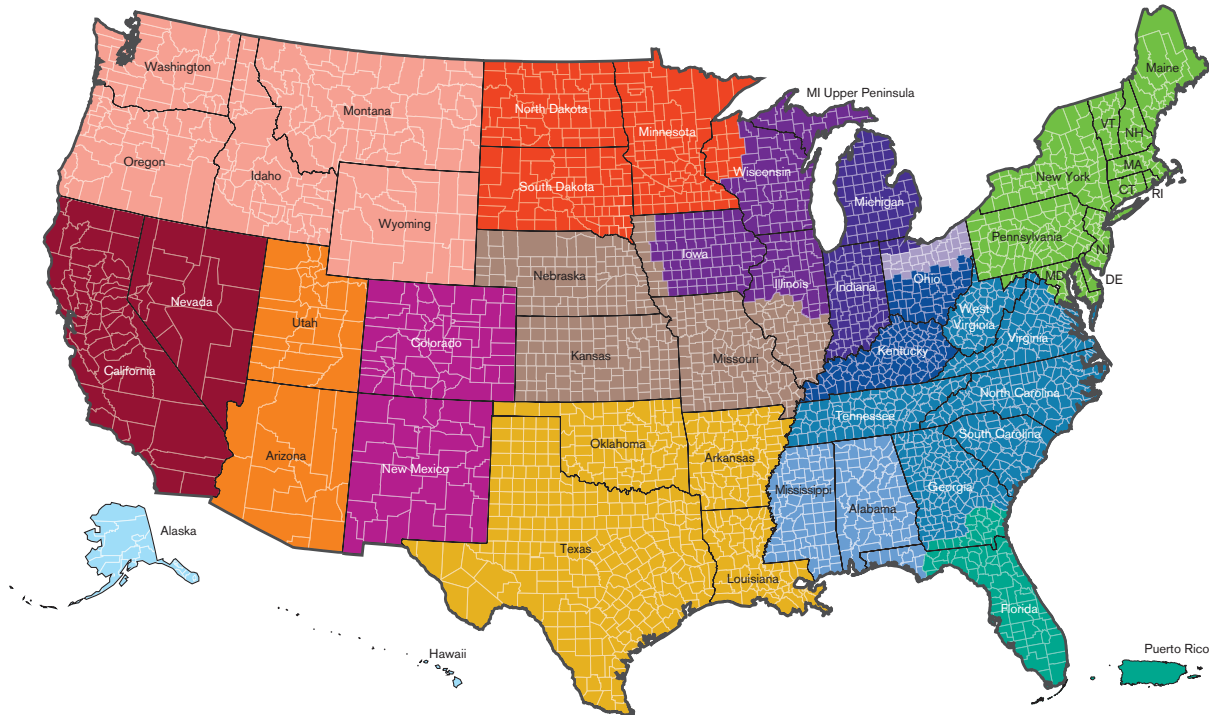 Washington
Maine
Montana
MI Upper Peninsula
North Dakota
Minnesota
VT
NH
Oregon
Idaho
MA
New York
Wisconsin
South Dakota
CT
RI
Michigan
Wyoming
Pennsylvania
NJ
Iowa
Nebraska
MD
DE
Ohio
Illinois
Indiana
Nevada
Utah
West
Virginia
Virginia
Colorado
Kentucky
Kansas
Missouri
California
North Carolina
Tennessee
South Carolina
Oklahoma
Arizona
Arkansas
New Mexico
Mississippi
Georgia
Alabama
Alaska
Texas
Louisiana
Florida
Hawaii
Puerto Rico